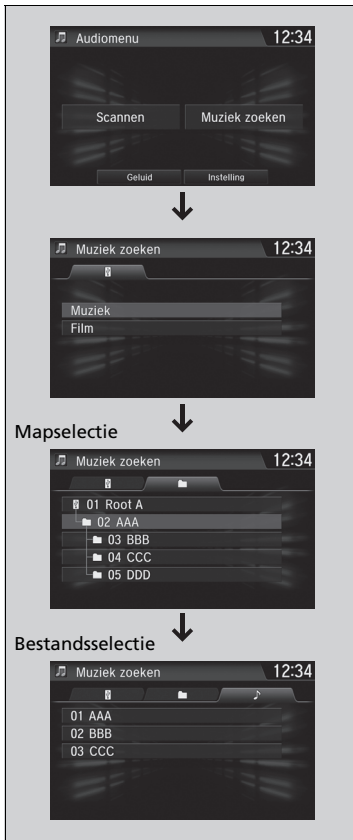 Audiomenu 12:34
Scannen Muziek zoeken
Geluid Instelling
Muziek zoeken 12:34
Muziek
Film
Mapselectie
Muziek zoeken 12:34
01 Root A
02 AAA
03 BBB
04 CCC
05 DDD
Bestandsselectie
Muziek zoeken 12:34
01 AAA
02 BBB
03 CCC